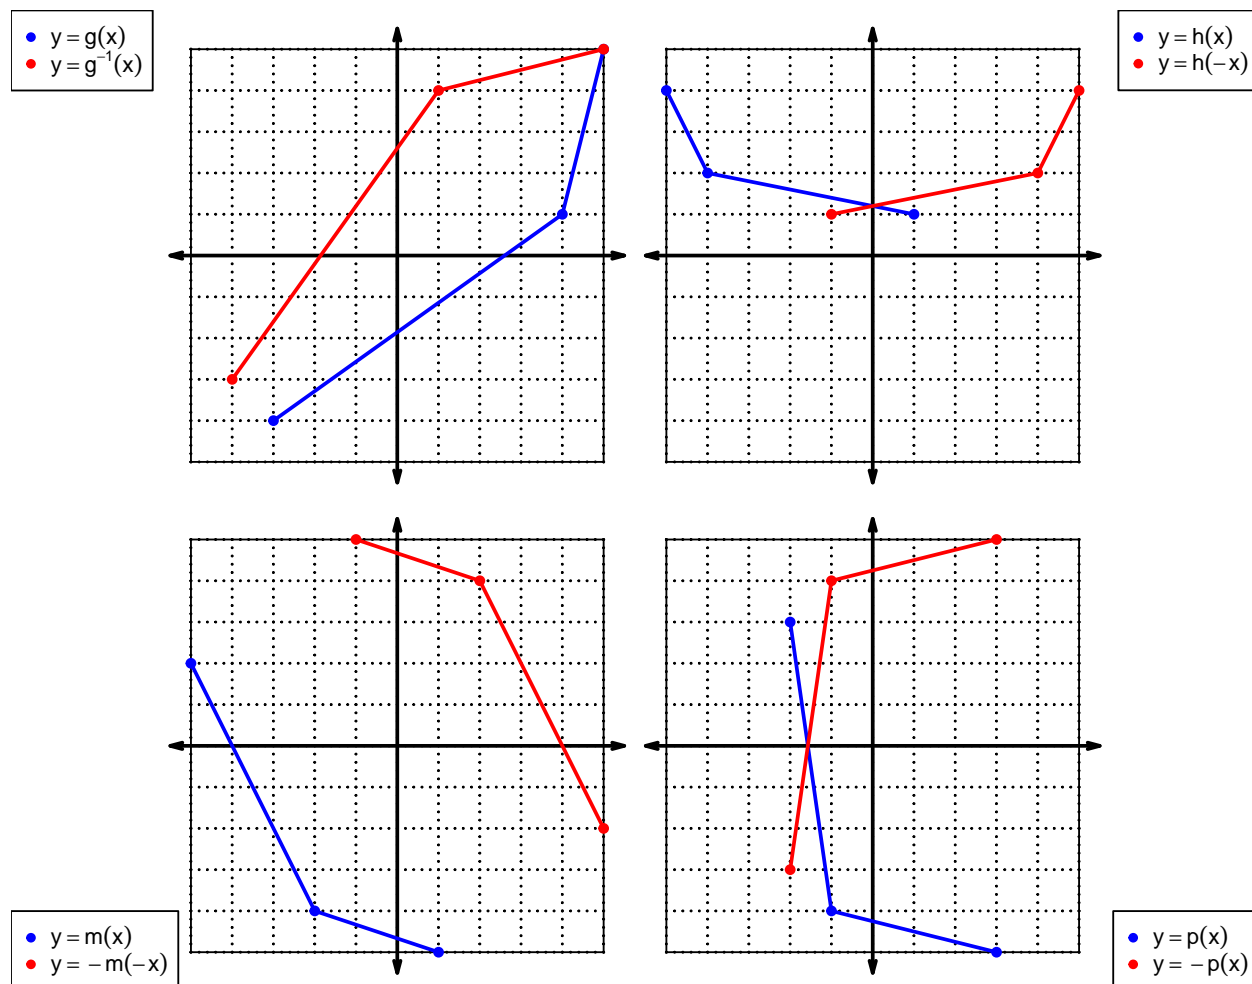 y = g(x)
y = g⁻¹(x)
y = h(x)
y = h(−x)
y = m(x)
y = −m(−x)
y = p(x)
y = −p(x)